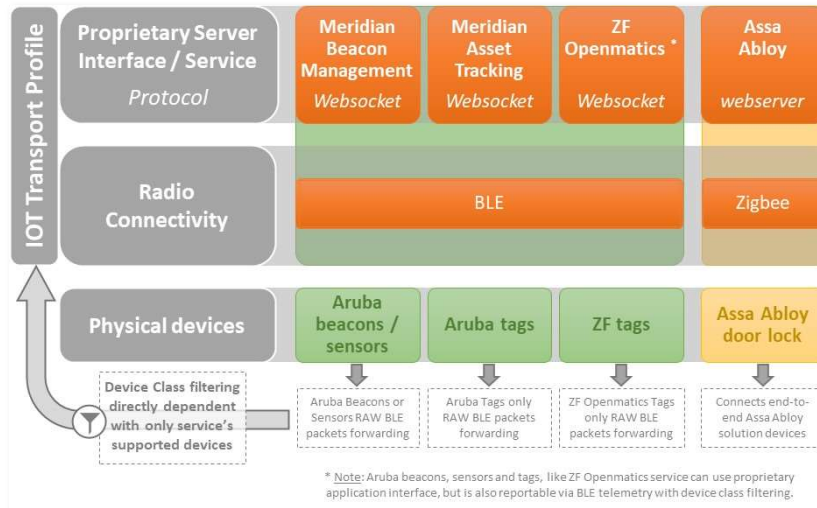 IOT Transport Profile
Proprietary Server
Interface / Service
Protocol
Meridian
Beacon
Management
Websocket
Meridian
Asset
Tracking
Websocket
ZF
Openmatics *
Websocket
Assa
Abloy
webserver
Radio
Connectivity
BLE
Zigbee
Physical devices
Aruba
beacons /
sensors
Aruba tags
ZF tags
Assa Abloy
door lock
Device Class filtering
directly dependent
with only service's
supported devices
Aruba Beacons or
Sensors RAW BLE
packets forwarding
Aruba Tags only
RAW BLE packets
forwarding
ZF Openmatics Tags
only RAW BLE
packets forwarding
Connects end-to-
end Assa Abloy
solution devices
* Note: Aruba beacons, sensors and tags, like ZF Openmatics service can use proprietary
application interface, but is also reportable via BLE telemetry with device class filtering.